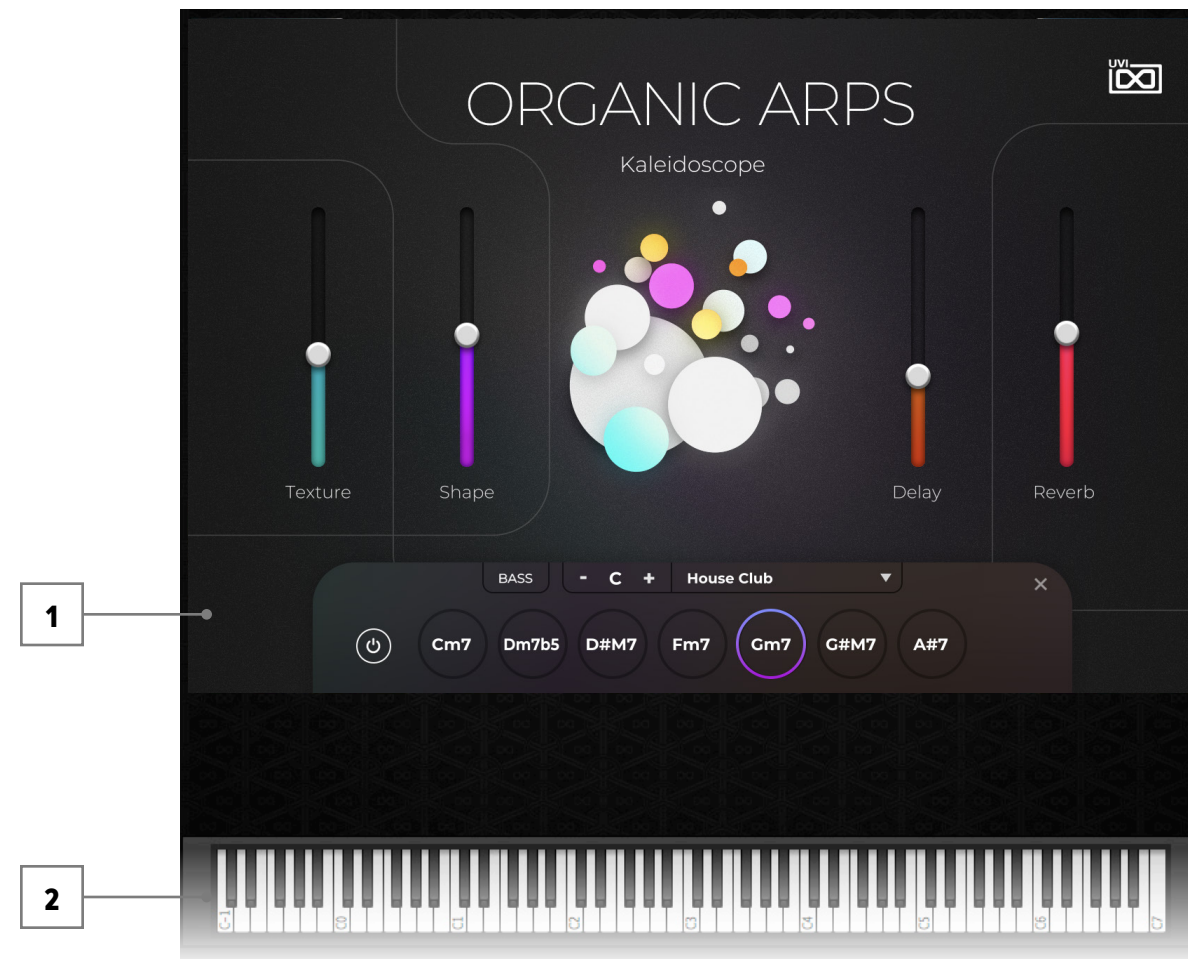 UVI
ORGANIC ARPS
Kaleidoscope
Texture
Shape
Delay
Reverb
BASS - C + House Club
1
Cm7 Dm7b5 D#M7 Fm7 Gm7 G#M7 A#7
2
C-1 C0 C1 C2 C3 C4 C5 C6 C7